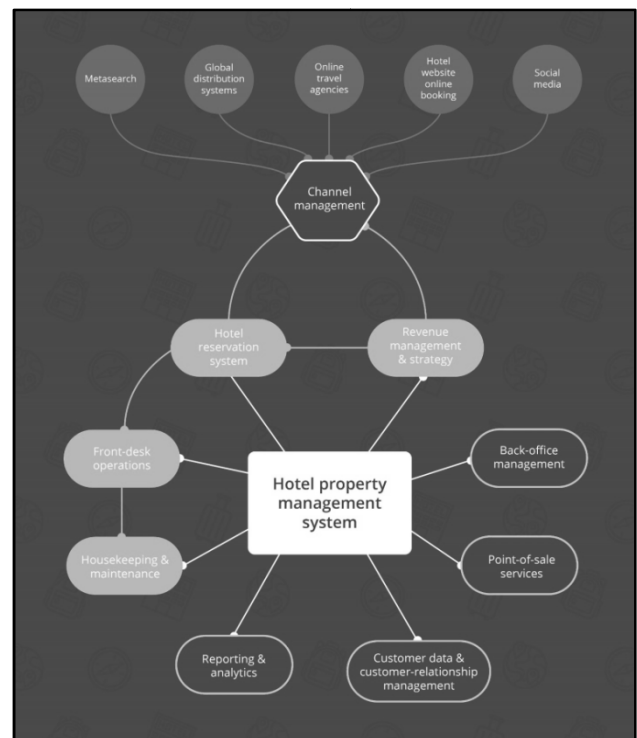 Metasearch
Global
distribution
systems
Online
travel
agencies
Hotel
website
online
booking
Social
media
Channel
management
Hotel
reservation
system
Revenue
management
& strategy
Front-desk
operations
Back-office
management
Hotel property
management
system
Housekeeping &
maintenance
Point-of-sale
services
Reporting &
analytics
Customer data &
customer-relationship
management